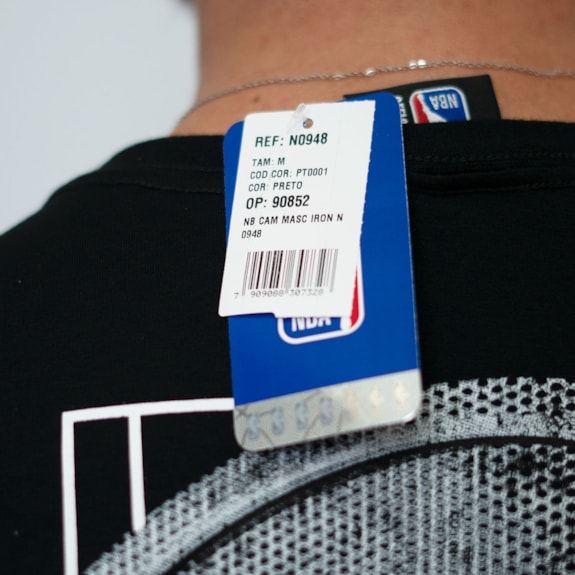 NBA
REF: N0948
TAM: M
COD.COR: PT0001
COR: PRETO
OP: 90852
NB CAM MASC IRON N
0948
7 909088 307328
NBA